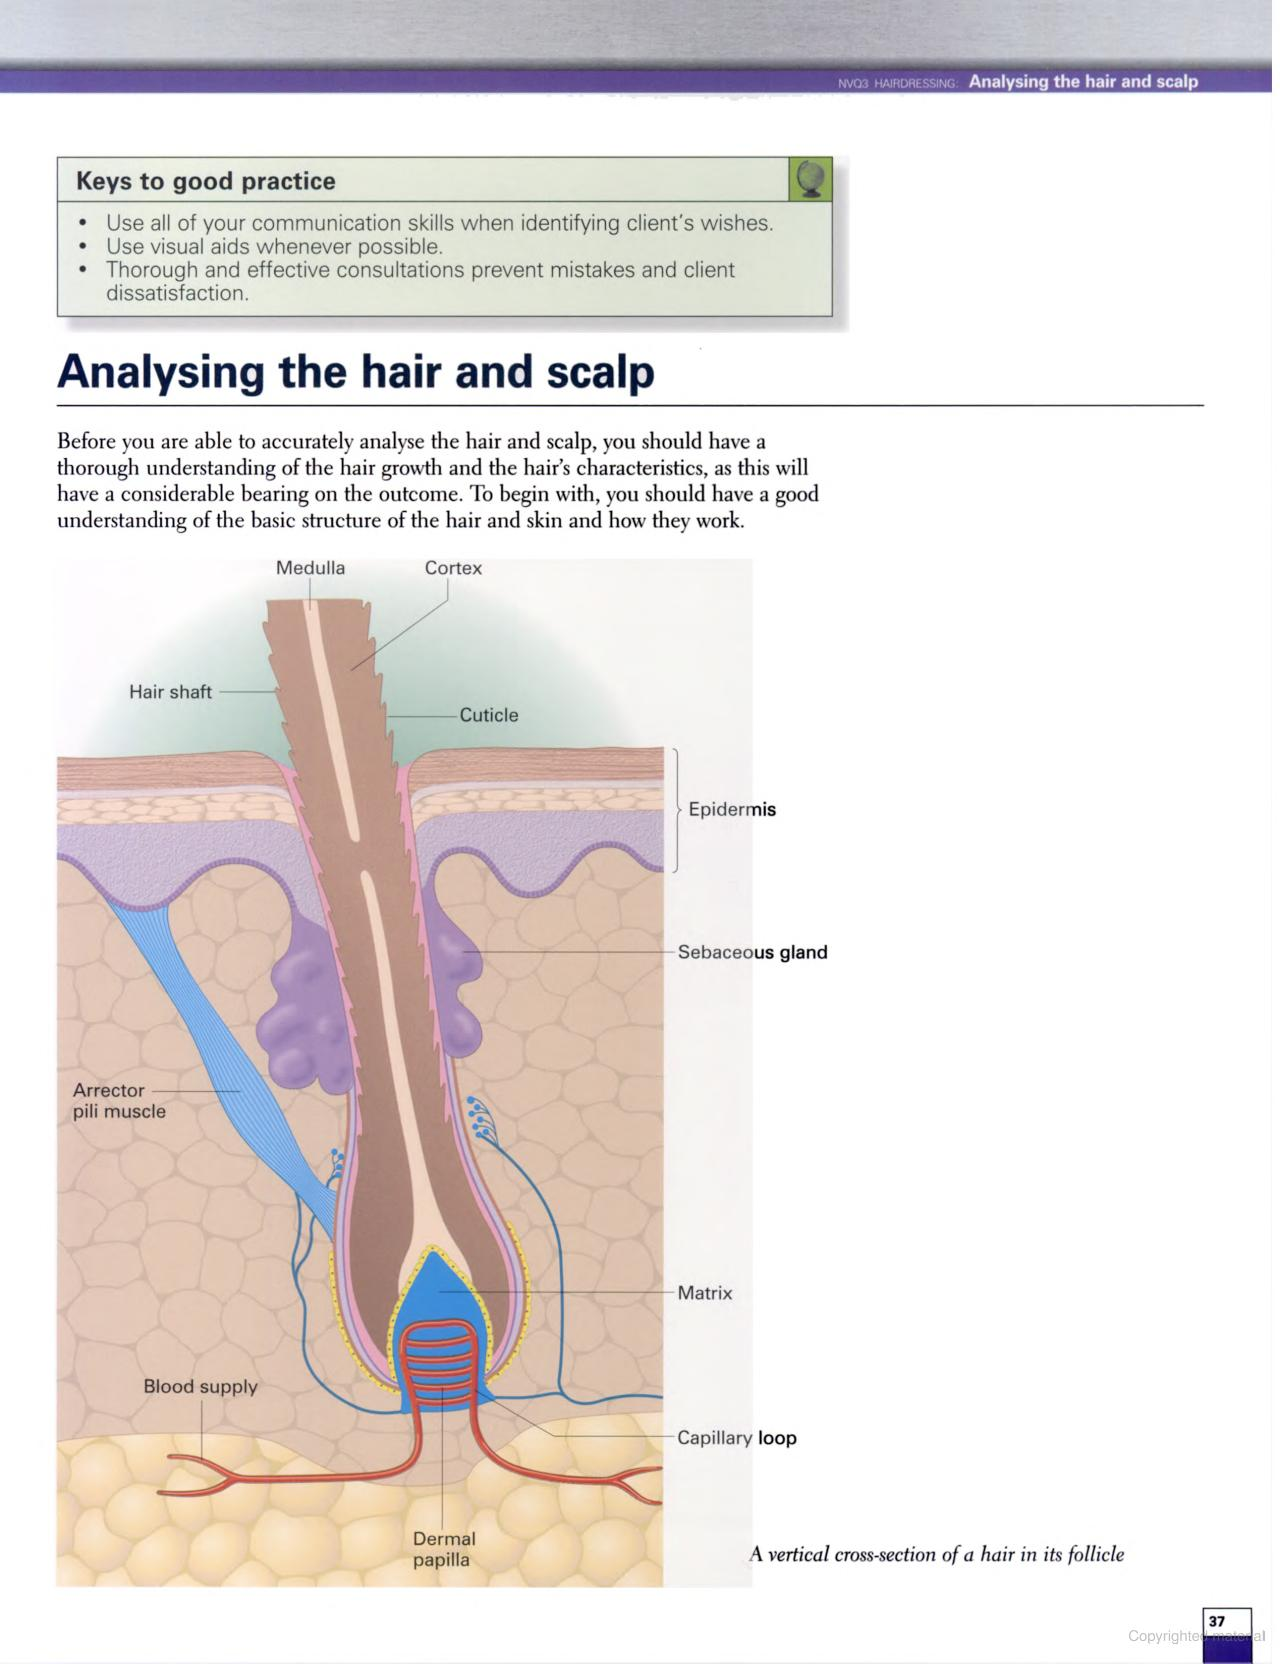 NVQ3 HAIRDRESSING: Analysing the hair and scalp
Keys to good practice
• Use all of your communication skills when identifying client's wishes.
• Use visual aids whenever possible.
• Thorough and effective consultations prevent mistakes and client
dissatisfaction.
Analysing the hair and scalp
Before you are able to accurately analyse the hair and scalp, you should have a
thorough understanding of the hair growth and the hair's characteristics, as this will
have a considerable bearing on the outcome. To begin with, you should have a good
understanding of the basic structure of the hair and skin and how they work.
Medulla
Cortex
Hair shaft
Cuticle
Epidermis
Sebaceous gland
Arrector
pili muscle
Matrix
Blood supply
Capillary loop
Dermal
papilla
A vertical cross-section of a hair in its follicle
37
Copyrighted material